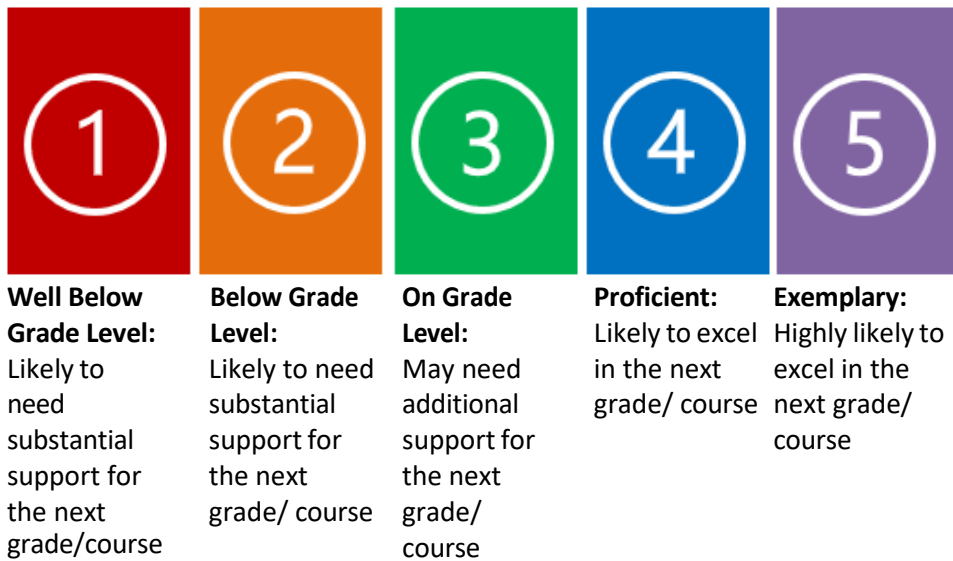 1
2
3
4
5
Well Below
Grade Level:
Likely to
need
substantial
support for
the next
grade/course
Below Grade
Level:
Likely to need
substantial
support for
the next
grade/ course
On Grade
Level:
May need
additional
support for
the next
grade/
course
Proficient:
Likely to excel
in the next
grade/ course
Exemplary:
Highly likely to
excel in the
next grade/
course